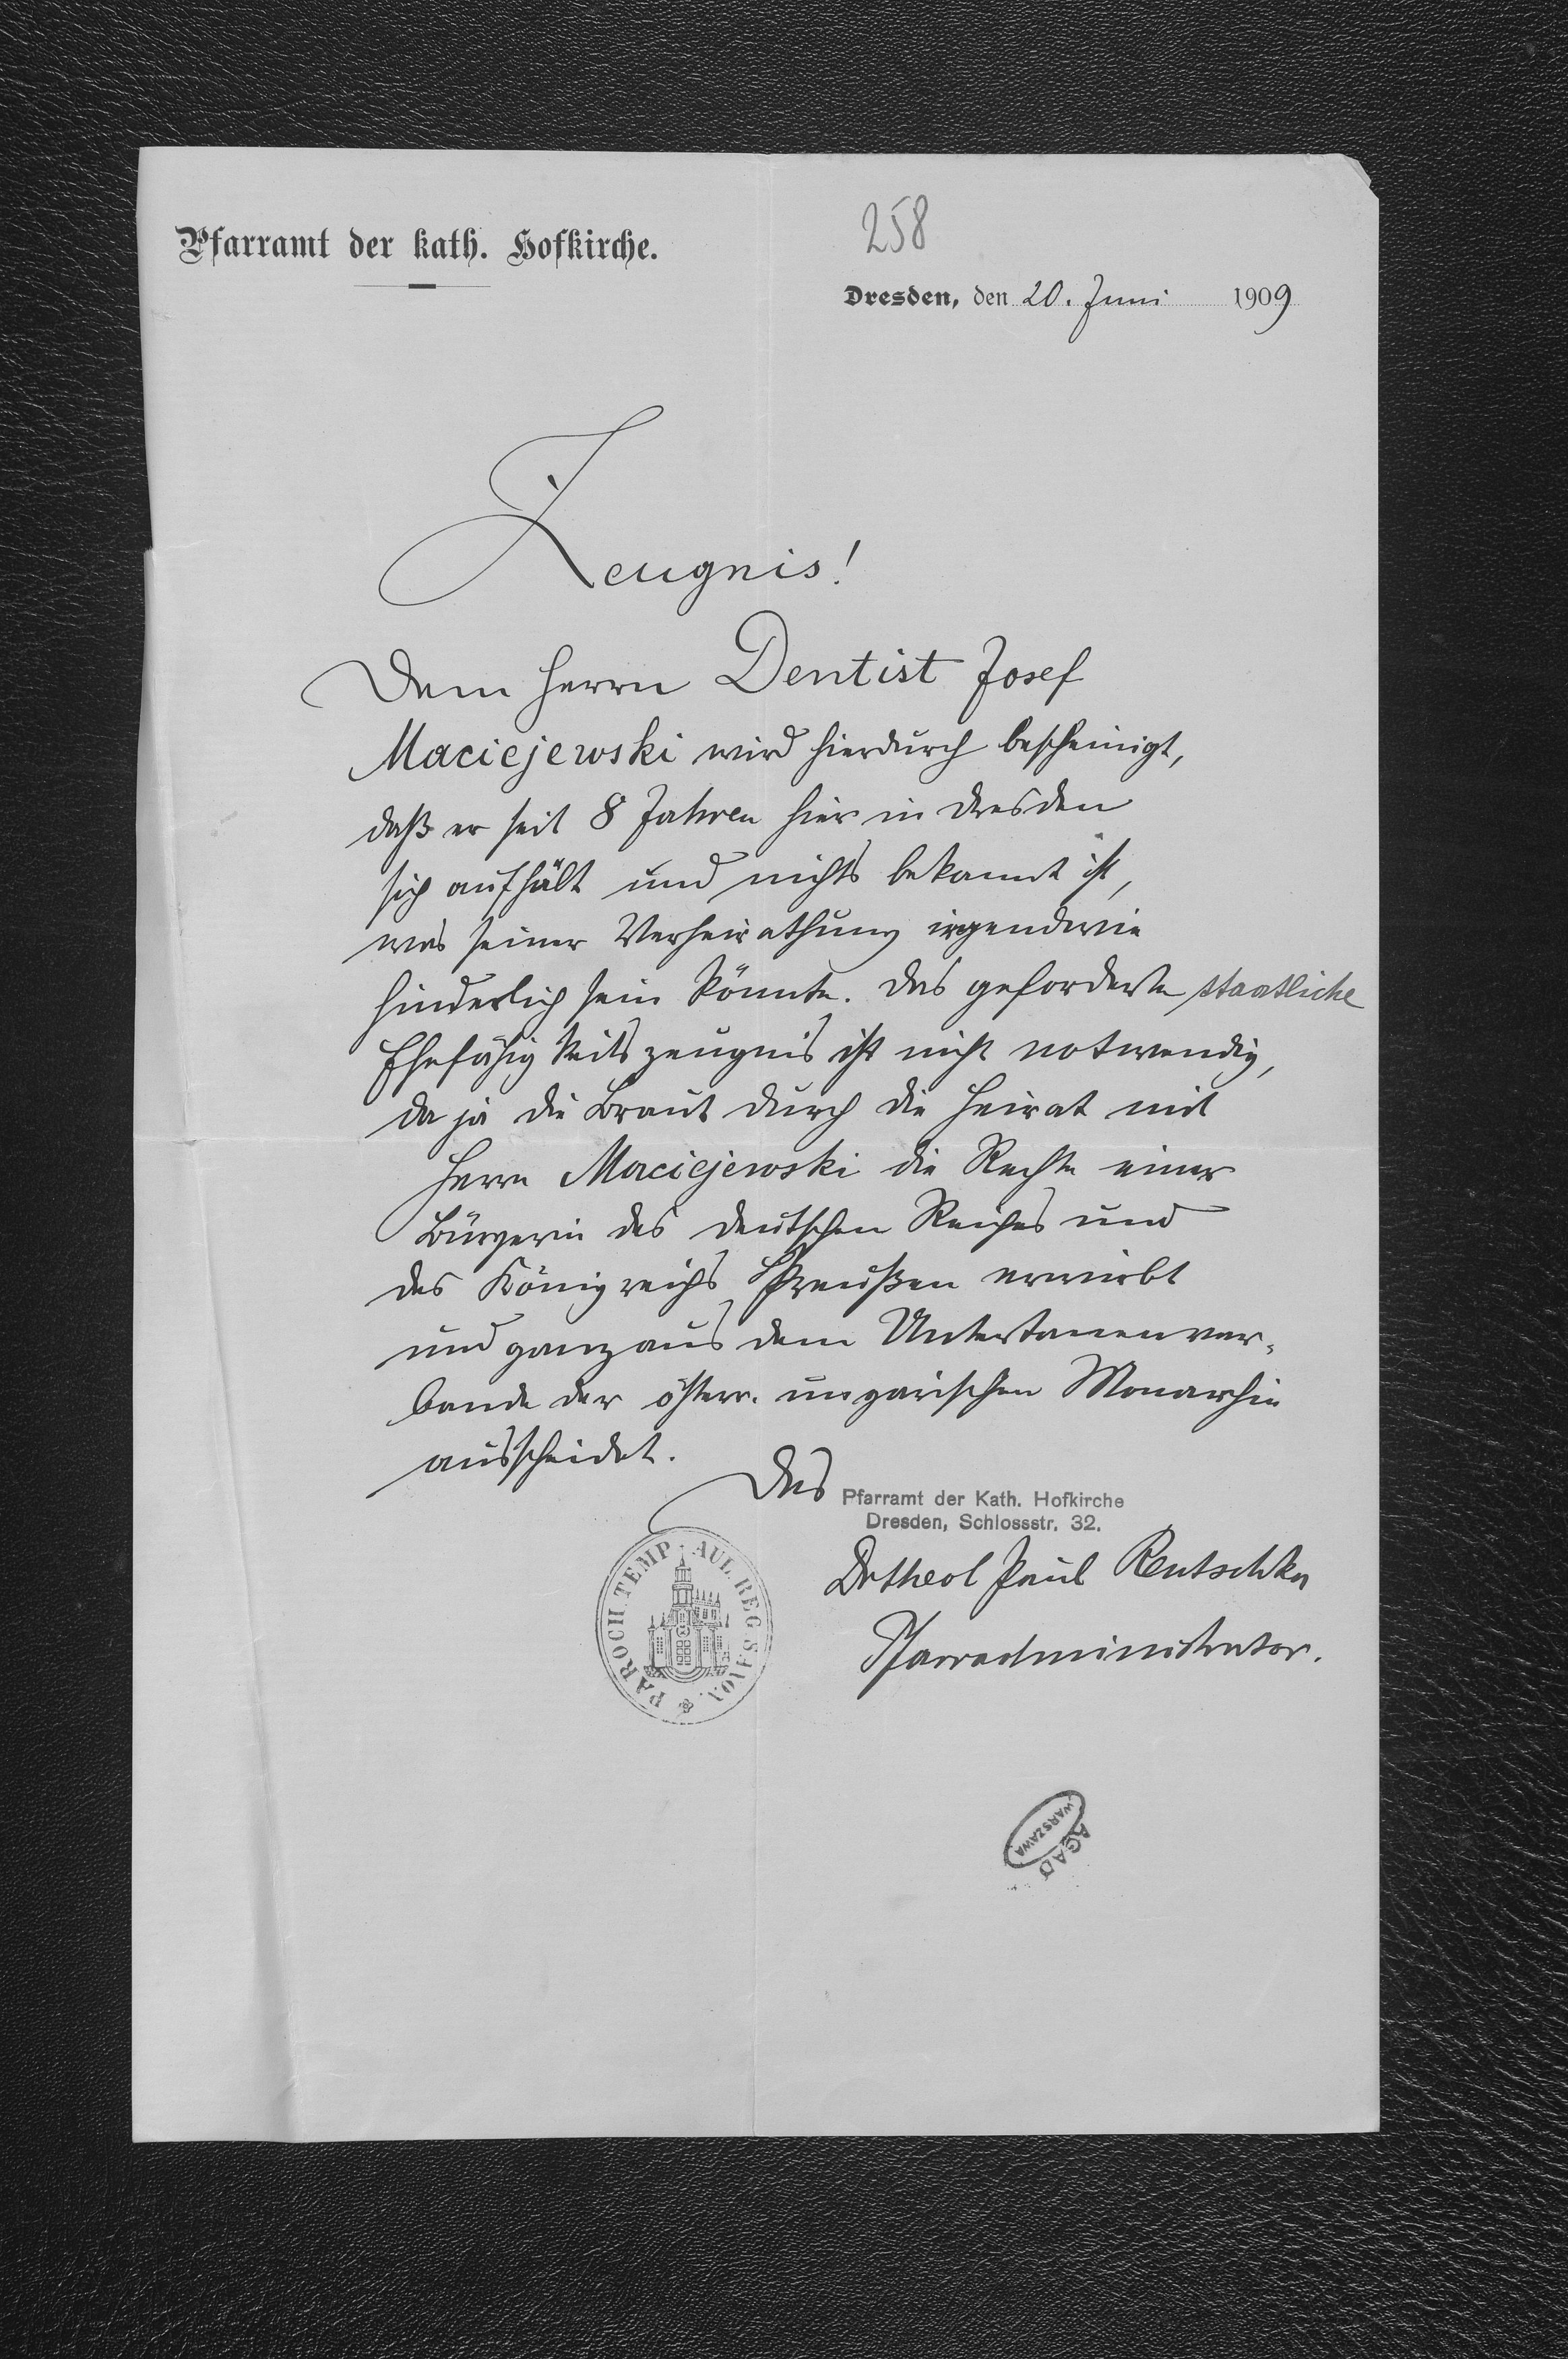 Pfarramt der kath. Hofkirche.
258
Dresden, den 20. Juni 1909
Zeugnis!
Dem Herrn Dentist Josef
Maciejewski wird hierdurch bescheinigt,
daß er seit 8 Jahren hier in Dresden
sich aufhält und nichts bekannt ist,
was seiner Verheirathung irgendwie
hinderlich sein könnte. Das geforderte staatliche
Ehefähigkeitszeugnis ist nicht notwendig,
da ja die Braut durch die Heirat mit
Herrn Maciejewski die Rechte einer
Bürgerin des deutschen Reiches und
des Königreichs Preußen erwirbt
und ganz aus dem Untertanenver-
bande der österr. ungarischen Monarchie
ausscheidet.
Das
Pfarramt der Kath. Hofkirche
Dresden, Schlossstr. 32.
Dr theol Paul Rentschka
Pfarradministrator.
PAROCH. TEMP. AUL. REG. SAXON.
AGAD
WARSZAWA